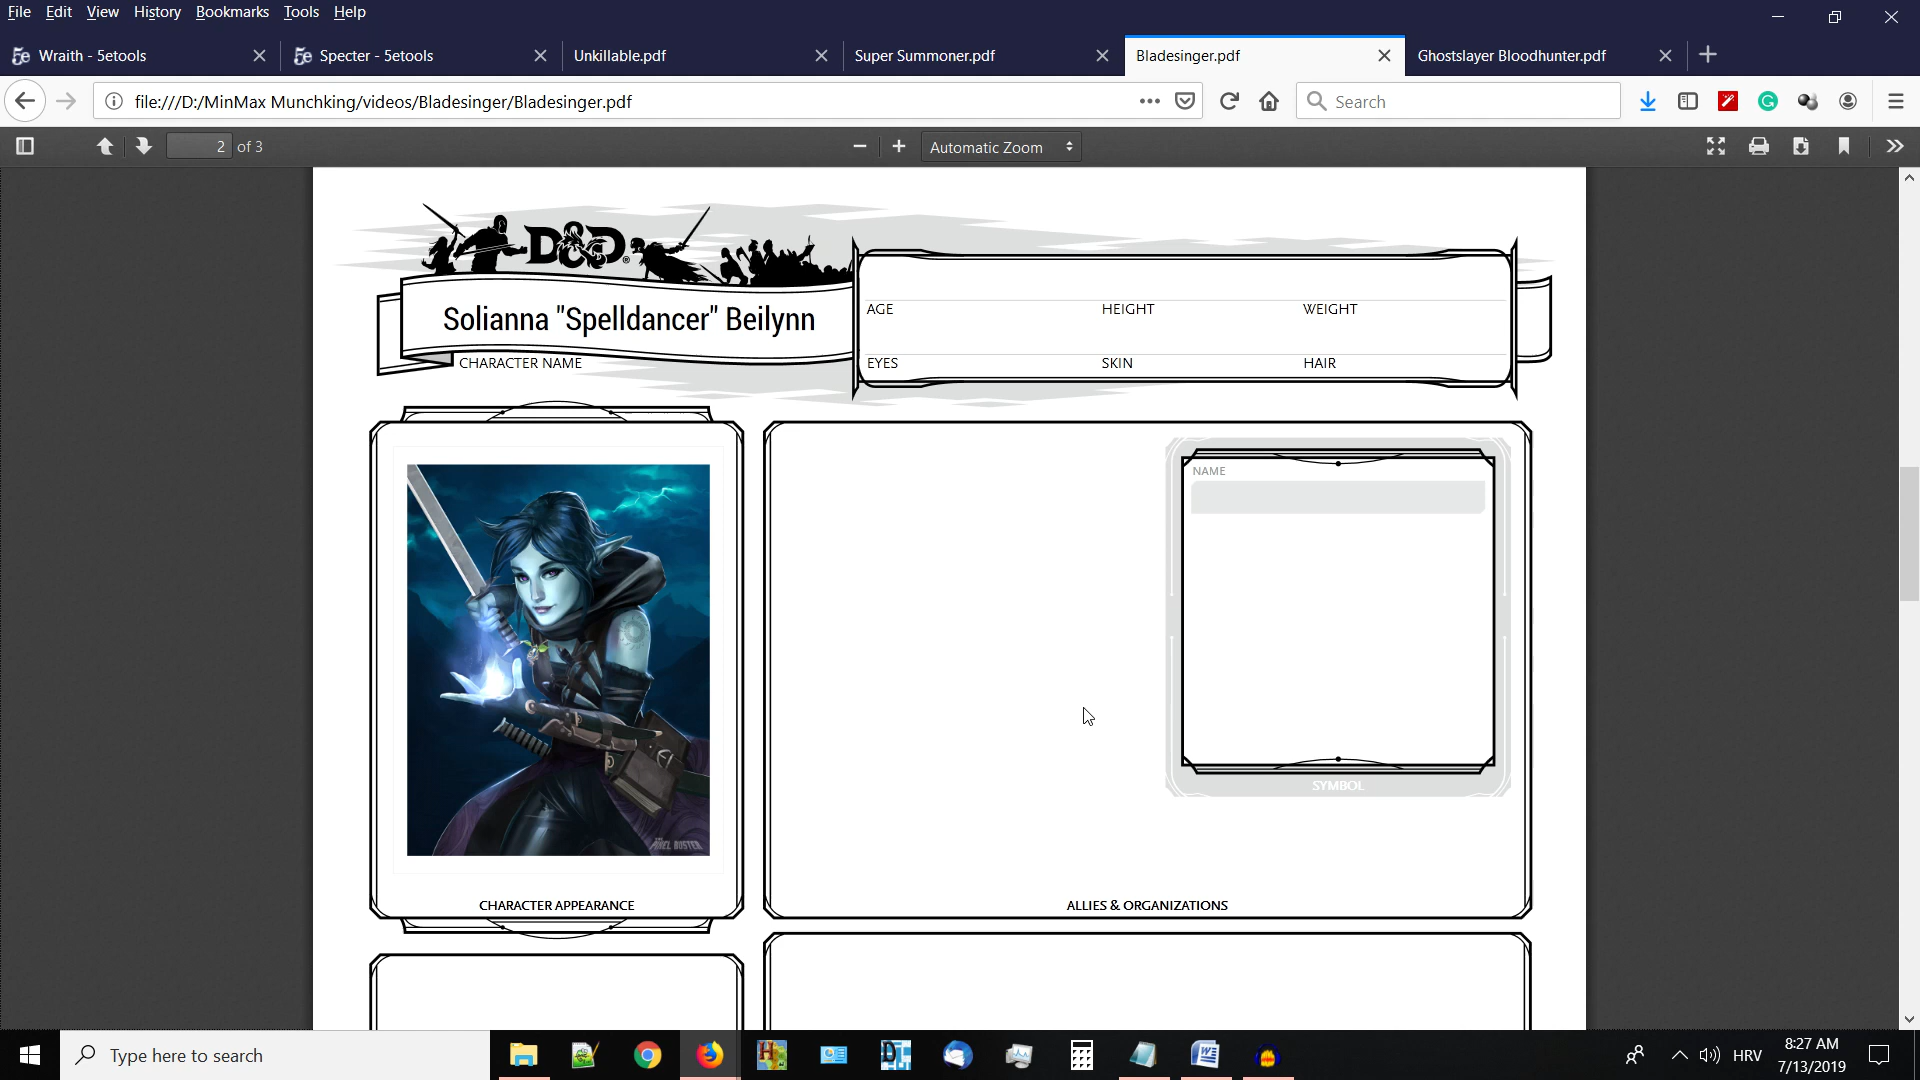 File Edit View History Bookmarks Tools Help
Wraith - 5etools
Specter - 5etools
Unkillable.pdf
Super Summoner.pdf
Bladesinger.pdf
Ghostslayer Bloodhunter.pdf
file:///D:/MinMax Munchking/videos/Bladesinger/Bladesinger.pdf
Search
2 of 3
Automatic Zoom
D&D®
Solianna "Spelldancer" Beilynn
CHARACTER NAME
AGE HEIGHT WEIGHT
EYES SKIN HAIR
NAME
SYMBOL
CHARACTER APPEARANCE
ALLIES & ORGANIZATIONS
Type here to search
HRV
8:27 AM
7/13/2019